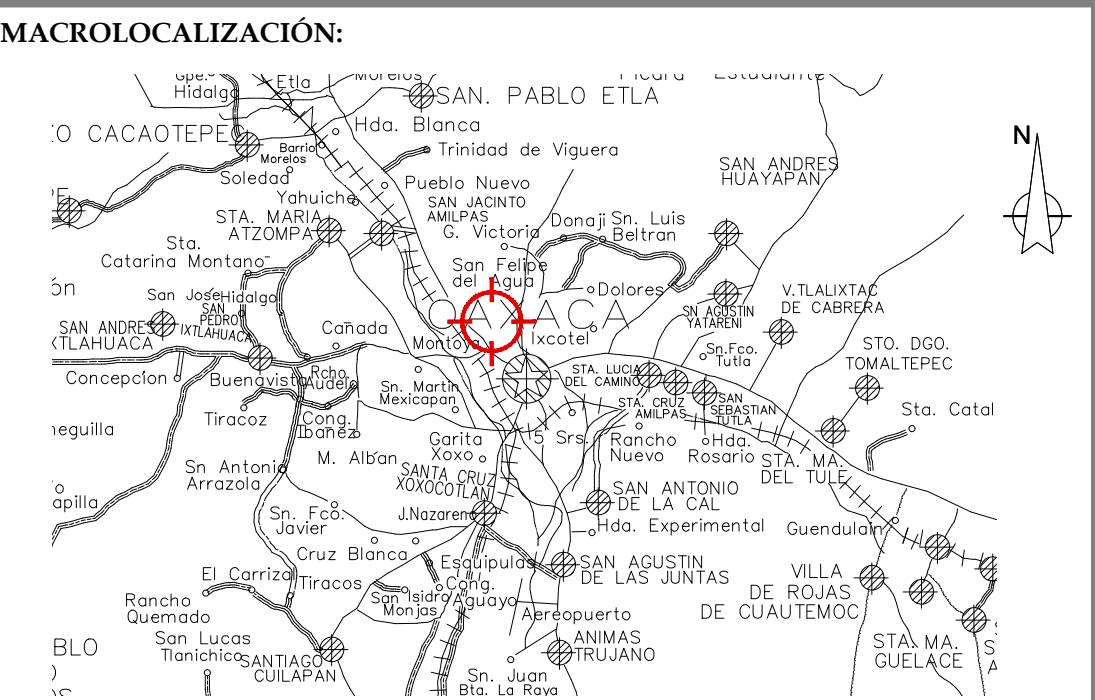 MACROLOCALIZACIÓN:
Etla
Morelos
Hidalgo
SAN. PABLO ETLA
CACAOTEPE
Hda. Blanca
N
Barrio
Morelos
Trinidad de Viguera
Soledad
SAN ANDRES
HUAYAPAN
Pueblo Nuevo
Yahuiche
SAN JACINTO
AMILPAS
STA. MARIA
ATZOMPA
G. Victoria
Donaji
Sn. Luis
Beltran
Sta.
Catarina Montano
San Felipe
del Agua
Dolores
San José
Hidalgo
SAN
PEDRO
IXTLAHUACA
V.TLALIXTAC
DE CABRERA
OAXACA
SN AGUSTIN
YATARENI
SAN ANDRES
XTLAHUACA
Cañada
Montoya
Ixcotel
Sn.Fco.
Tutla
STO. DGO.
TOMALTEPEC
Concepcion
Buenavista
Rcho.
Audelo
Sn. Martin
Mexicapan
STA. LUCIA
DEL CAMINO
STA. CRUZ
AMILPAS
SAN
SEBASTIAN
TUTLA
Sta. Catal
Tiracoz
Cong.
Ibañez
Garita
Xoxo
5 Srs.
Rancho
Nuevo
Hda.
Rosario
M. Albán
STA. MA.
DEL TULE
Sn Antonio
Arrazola
SANTA CRUZ
XOXOCOTLAN
SAN ANTONIO
DE LA CAL
Sn. Fco.
Javier
J.Nazareno
Hda. Experimental
Guendulain
Cruz Blanca
Esquipulas
SAN AGUSTIN
DE LAS JUNTAS
El Carrizal
Tiracos
Cong.
Aguayo
San Isidro
Monjas
VILLA
DE ROJAS
DE CUAUTEMOC
Rancho
Quemado
Aereopuerto
San Lucas
Tlanichico
SANTIAGO
CUILAPAN
ANIMAS
TRUJANO
STA. MA.
GUELACE
Sn. Juan
Bta. La Raya